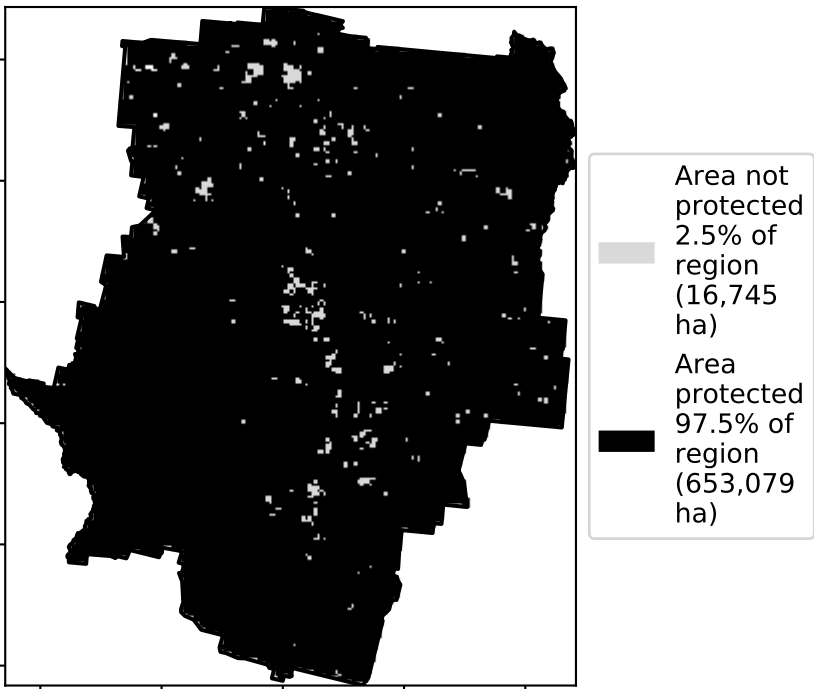 Area not
protected
2.5% of
region
(16,745
ha)
Area
protected
97.5% of
region
(653,079
ha)